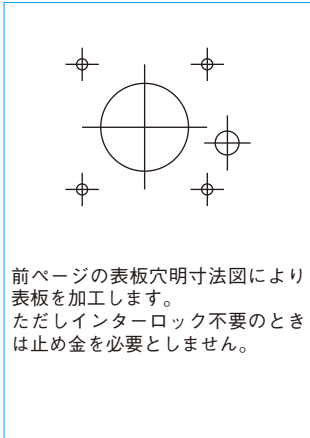 前ページの表板穴明寸法図により
表板を加工します。
ただしインターロック不要のとき
は止め金を必要としません。